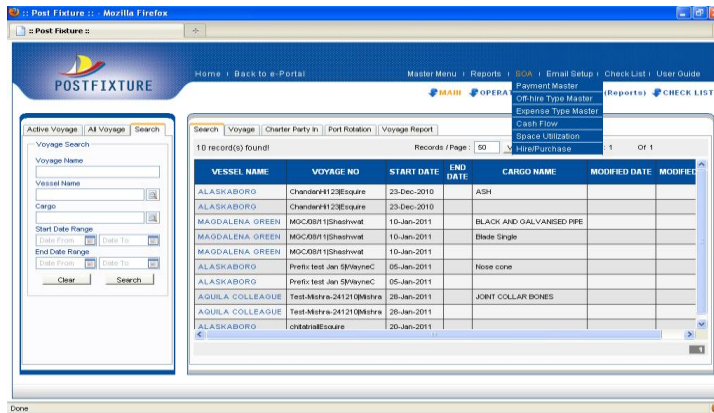 :: Post Fixture :: - Mozilla Firefox
:: Post Fixture ::
POSTFIXTURE
Home | Back to e-Portal
Master Menu | Reports | SOA | Email Setup | Check List | User Guide
MAIN OPERAT (Reports) CHECK LIST
Payment Master
Off-hire Type Master
Expense Type Master
Cash Flow
Space Utilization
Hire/Purchase
Active Voyage All Voyage Search
Voyage Search
Voyage Name
Vessel Name
Cargo
Start Date Range
Date From Date To
End Date Range
Date From Date To
Clear Search
Search Voyage Charter Party In Port Rotation Voyage Report
10 record(s) found! Records / Page : 50 : 1 Of 1
VESSEL NAME VOYAGE NO START DATE END DATE CARGO NAME MODIFIED DATE MODIFIED
ALASKABORG ChandanH123|Esquire 23-Dec-2010 ASH
ALASKABORG ChandanH123|Esquire 23-Dec-2010
MAGDALENA GREEN MGC/08/11|Shashwat 10-Jan-2011 BLACK AND GALVANISED PIPE
MAGDALENA GREEN MGC/08/11|Shashwat 10-Jan-2011 Blade Single
MAGDALENA GREEN MGC/08/11|Shashwat 10-Jan-2011
ALASKABORG Prefix test Jan 5|WayneC 05-Jan-2011 Nose cone
ALASKABORG Prefix test Jan 5|WayneC 05-Jan-2011
AQUILA COLLEAGUE Test-Mishra-241210|Mishra 28-Jan-2011 JOINT COLLAR BONES
AQUILA COLLEAGUE Test-Mishra-241210|Mishra 28-Jan-2011
ALASKABORG chitatrial|Esquire 20-Jan-2011
1
Done